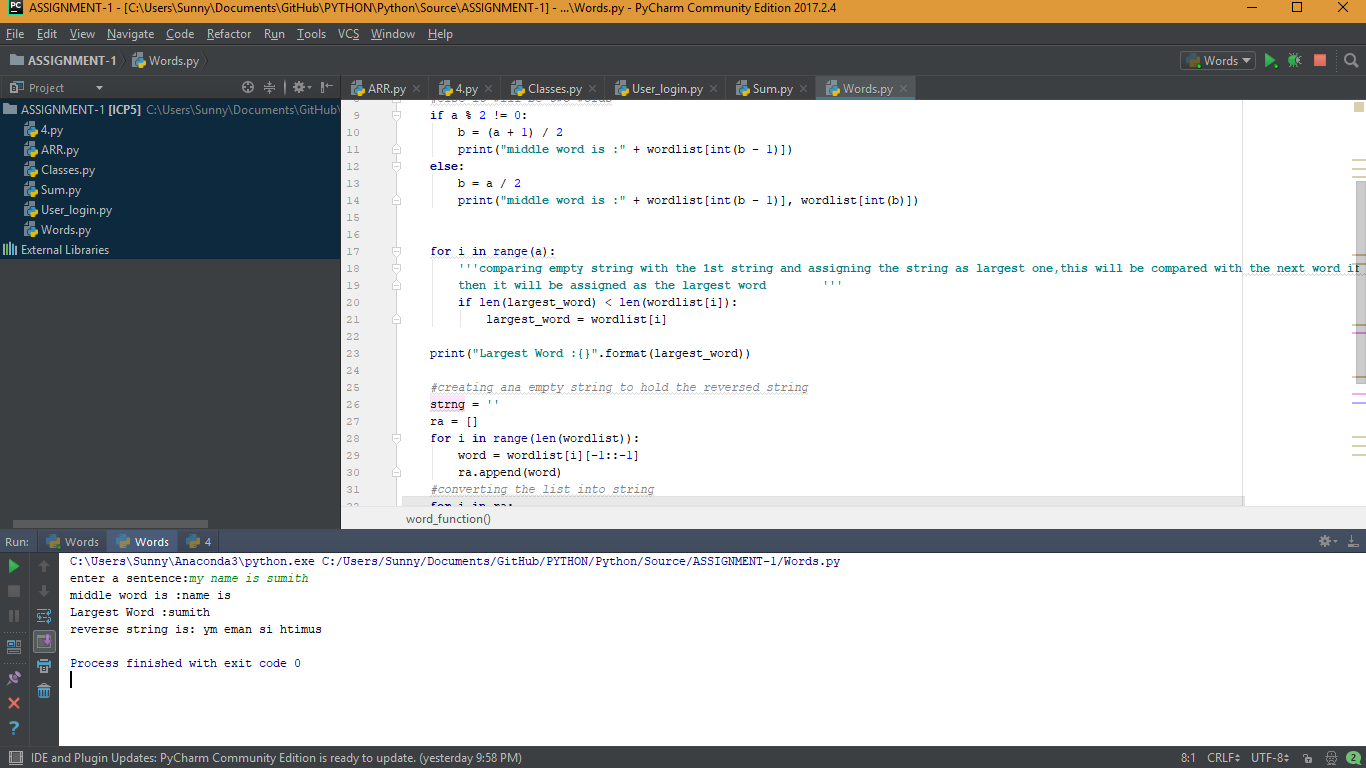 PC ASSIGNMENT-1 - [C:\Users\Sunny\Documents\GitHub\PYTHON\Python\Source\ASSIGNMENT-1] - ...\Words.py - PyCharm Community Edition 2017.2.4
File Edit View Navigate Code Refactor Run Tools VCS Window Help
ASSIGNMENT-1 Words.py Words
Project
ARR.py 4.py Classes.py User_login.py Sum.py Words.py
ASSIGNMENT-1 [ICP5] C:\Users\Sunny\Documents\GitHub\
4.py
ARR.py
Classes.py
Sum.py
User_login.py
Words.py
External Libraries
9 if a % 2 != 0:
10 b = (a + 1) / 2
11 print("middle word is :" + wordlist[int(b - 1)])
12 else:
13 b = a / 2
14 print("middle word is :" + wordlist[int(b - 1)], wordlist[int(b)])
15
16
17 for i in range(a):
18 '''comparing empty string with the 1st string and assigning the string as largest one,this will be compared with the next word if
19 then it will be assigned as the largest word '''
20 if len(largest_word) < len(wordlist[i]):
21 largest_word = wordlist[i]
22
23 print("Largest Word :{}".format(largest_word))
24
25 #creating ana empty string to hold the reversed string
26 strng = ''
27 ra = []
28 for i in range(len(wordlist)):
29 word = wordlist[i][-1::-1]
30 ra.append(word)
31 #converting the list into string
for i in ra:
word_function()
Run: Words Words 4
C:\Users\Sunny\Anaconda3\python.exe C:/Users/Sunny/Documents/GitHub/PYTHON/Python/Source/ASSIGNMENT-1/Words.py
enter a sentence:my name is sumith
middle word is :name is
Largest Word :sumith
reverse string is: ym eman si htimus
Process finished with exit code 0
IDE and Plugin Updates: PyCharm Community Edition is ready to update. (yesterday 9:58 PM) 8:1 CRLF UTF-8 2